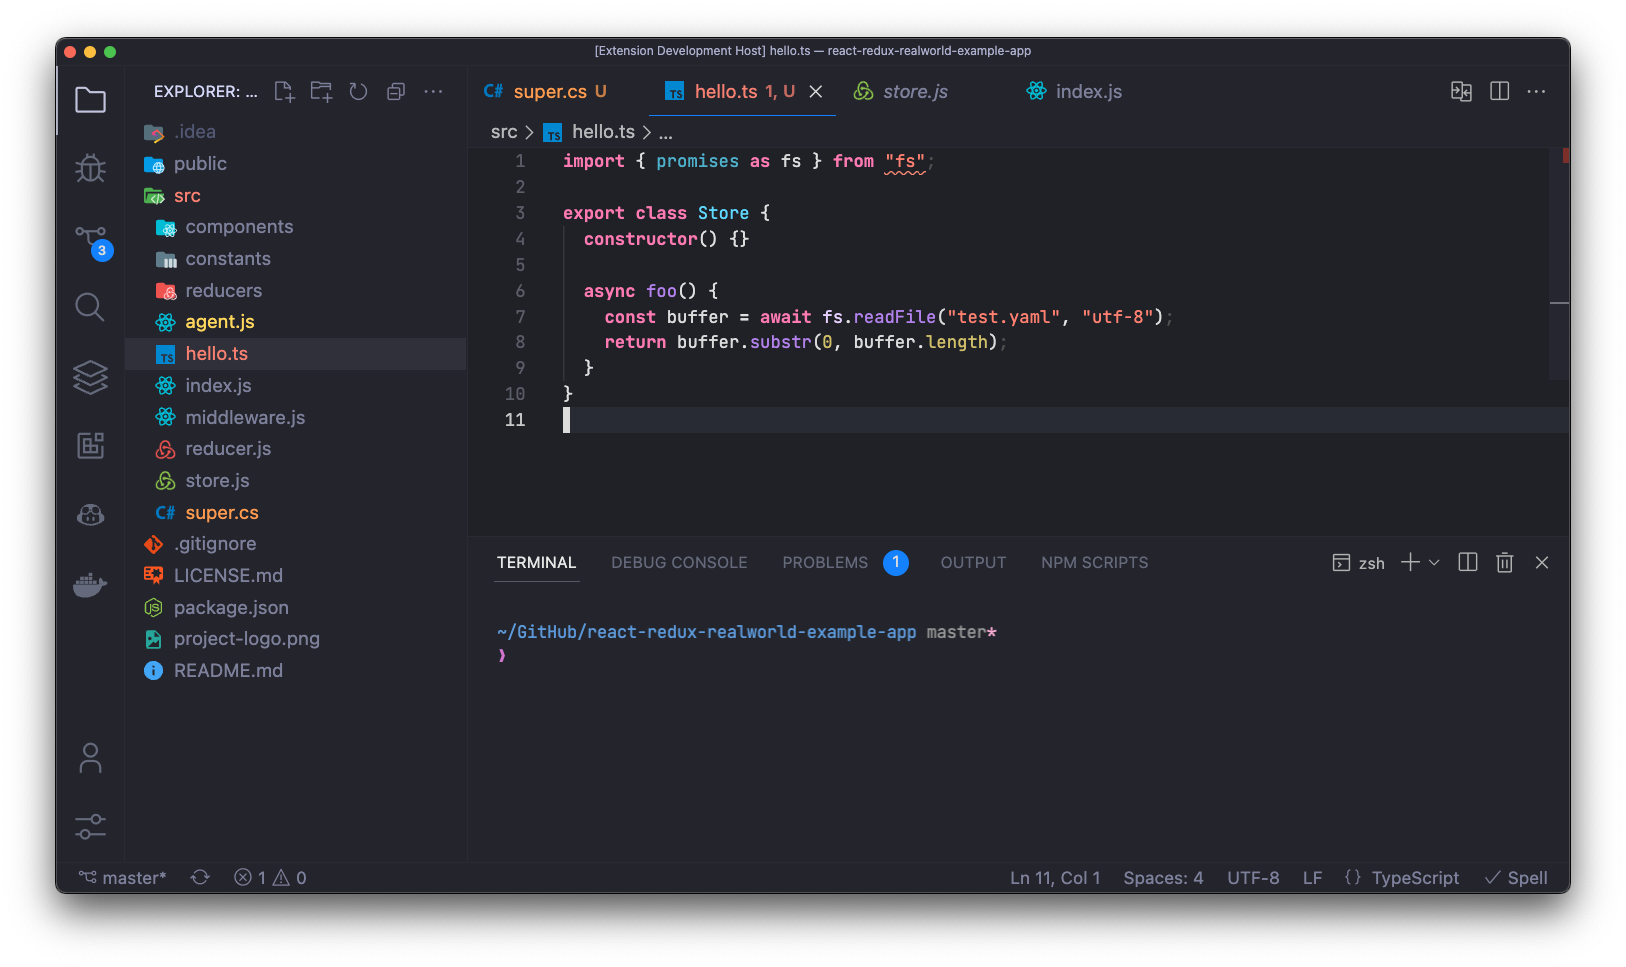 [Extension Development Host] hello.ts — react-redux-realworld-example-app
EXPLORER: ...
.idea
public
src
components
constants
reducers
agent.js
hello.ts
index.js
middleware.js
reducer.js
store.js
C# super.cs
.gitignore
LICENSE.md
package.json
project-logo.png
README.md
3
C# super.cs U
TS hello.ts 1, U
store.js
index.js
src > TS hello.ts > ...
1 import { promises as fs } from "fs";
2
3 export class Store {
4 constructor() {}
5
6 async foo() {
7 const buffer = await fs.readFile("test.yaml", "utf-8");
8 return buffer.substr(0, buffer.length);
9 }
10 }
11
TERMINAL DEBUG CONSOLE PROBLEMS 1 OUTPUT NPM SCRIPTS
zsh
~/GitHub/react-redux-realworld-example-app master*
❯
master* 1 0
Ln 11, Col 1 Spaces: 4 UTF-8 LF {} TypeScript Spell